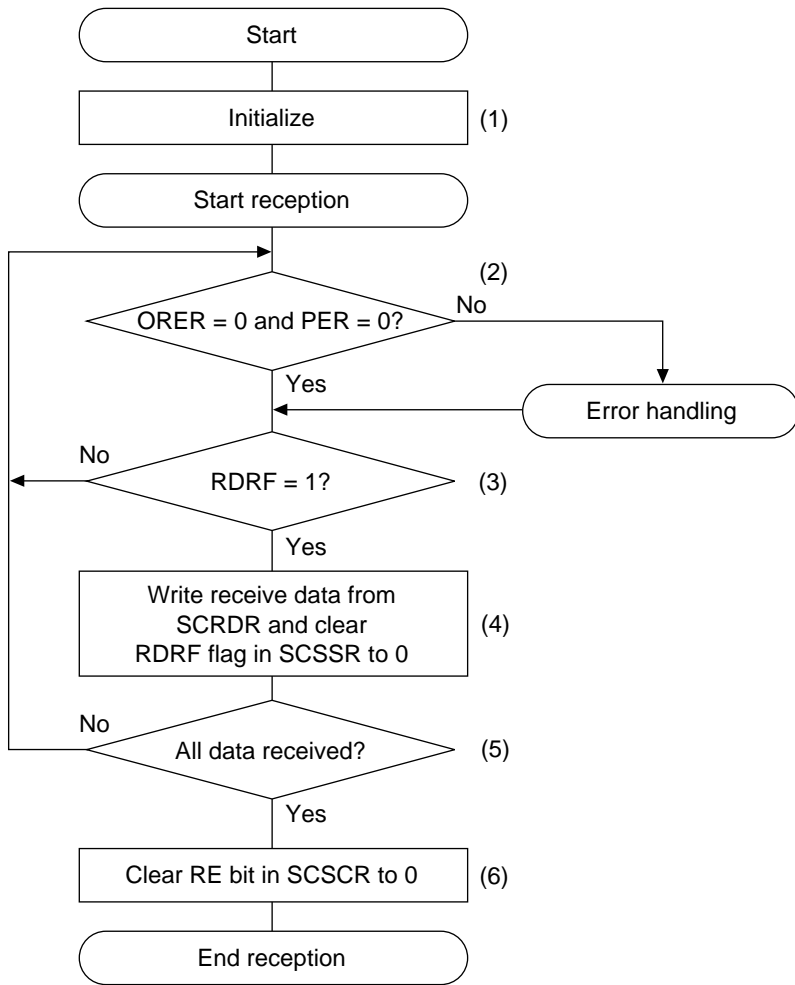 Start
Initialize
(1)
Start reception
(2)
ORER = 0 and PER = 0?
No
Yes
Error handling
No
RDRF = 1?
(3)
Yes
Write receive data from
SCRDR and clear
RDRF flag in SCSSR to 0
(4)
No
All data received?
(5)
Yes
Clear RE bit in SCSCR to 0
(6)
End reception